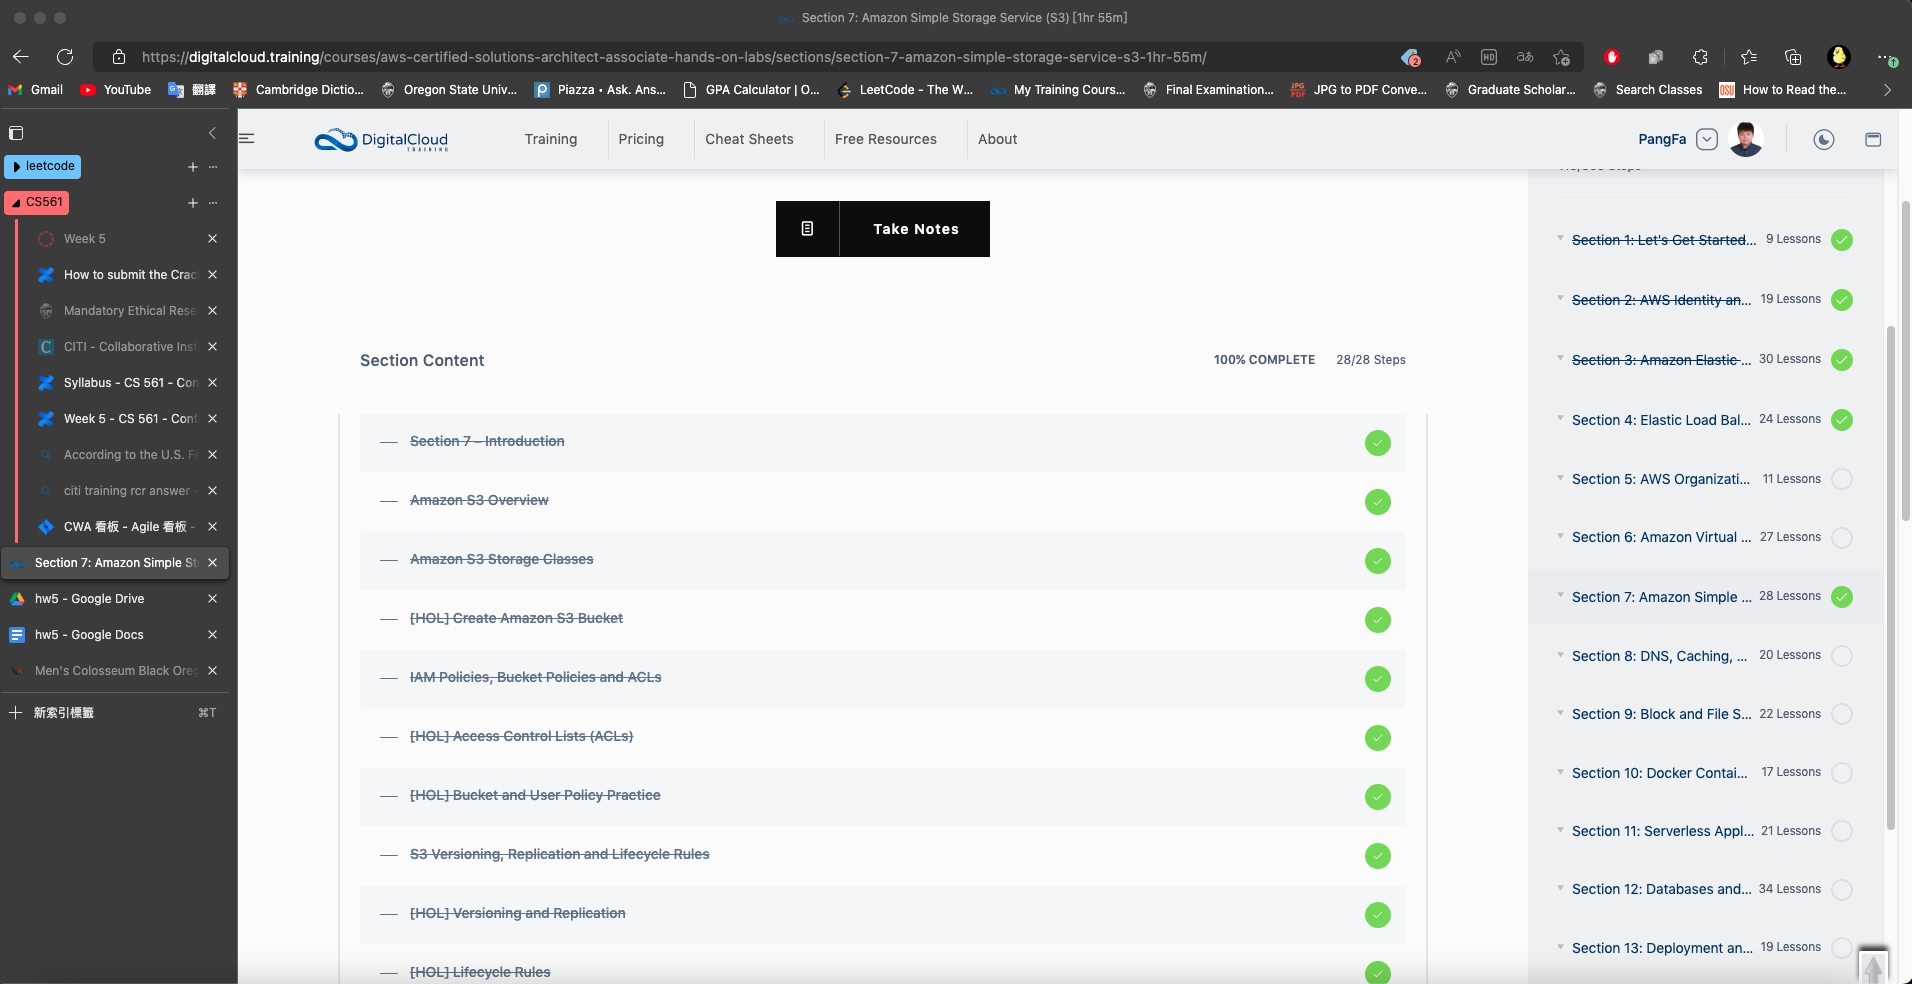 Section 7: Amazon Simple Storage Service (S3) [1hr 55m]
https://digitalcloud.training/courses/aws-certified-solutions-architect-associate-hands-on-labs/sections/section-7-amazon-simple-storage-service-s3-1hr-55m/
2
HD
aあ
Gmail
YouTube
翻譯
Cambridge Dictio...
Oregon State Univ...
Piazza • Ask. Ans...
GPA Calculator | O...
LeetCode - The W...
My Training Cours...
Final Examination...
JPG to PDF Conve...
Graduate Scholar...
Search Classes
How to Read the...
leetcode
CS561
Week 5
How to submit the Crac
Mandatory Ethical Rese
CITI - Collaborative Inst
Syllabus - CS 561 - Con
Week 5 - CS 561 - Conf
According to the U.S. Fe
citi training rcr answer -
CWA 看板 - Agile 看板 -
Section 7: Amazon Simple St
hw5 - Google Drive
hw5 - Google Docs
Men's Colosseum Black Oreg
新索引標籤
⌘T
DigitalCloud
TRAINING
Training
Pricing
Cheat Sheets
Free Resources
About
PangFa
Take Notes
Section Content
100% COMPLETE
28/28 Steps
Section 7 – Introduction
Amazon S3 Overview
Amazon S3 Storage Classes
[HOL] Create Amazon S3 Bucket
IAM Policies, Bucket Policies and ACLs
[HOL] Access Control Lists (ACLs)
[HOL] Bucket and User Policy Practice
S3 Versioning, Replication and Lifecycle Rules
[HOL] Versioning and Replication
[HOL] Lifecycle Rules
Steps
Section 1: Let's Get Started... 9 Lessons
Section 2: AWS Identity an... 19 Lessons
Section 3: Amazon Elastic ... 30 Lessons
Section 4: Elastic Load Bal... 24 Lessons
Section 5: AWS Organizati... 11 Lessons
Section 6: Amazon Virtual ... 27 Lessons
Section 7: Amazon Simple ... 28 Lessons
Section 8: DNS, Caching, ... 20 Lessons
Section 9: Block and File S... 22 Lessons
Section 10: Docker Contai... 17 Lessons
Section 11: Serverless Appl... 21 Lessons
Section 12: Databases and... 34 Lessons
Section 13: Deployment an... 19 Lessons